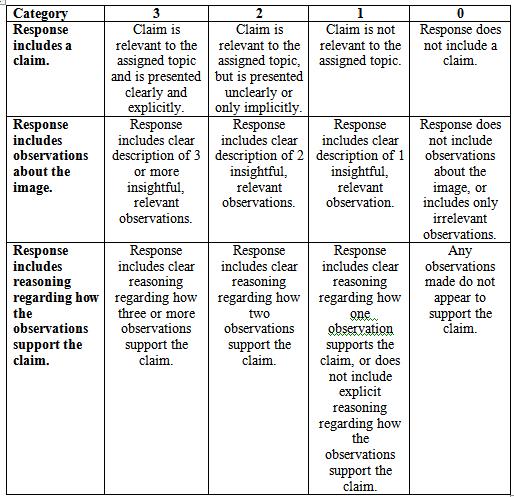 Category 3 2 1 0
Response
includes a
claim.
Claim is
relevant to the
assigned topic
and is presented
clearly and
explicitly.
Claim is
relevant to the
assigned topic,
but is presented
unclearly or
only implicitly.
Claim is not
relevant to the
assigned topic.
Response does
not include a
claim.
Response
includes
observations
about the
image.
Response
includes clear
description of 3
or more
insightful,
relevant
observations.
Response
includes clear
description of 2
insightful,
relevant
observations.
Response
includes clear
description of 1
insightful,
relevant
observation.
Response does
not include
observations
about the
image, or
includes only
irrelevant
observations.
Response
includes
reasoning
regarding how
the
observations
support the
claim.
Response
includes clear
reasoning
regarding how
three or more
observations
support the
claim.
Response
includes clear
reasoning
regarding how
two
observations
support the
claim.
Response
includes clear
reasoning
regarding how
one
observation
supports the
claim, or does
not include
explicit
reasoning
regarding how
the
observations
support the
claim.
Any
observations
made do not
appear to
support the
claim.